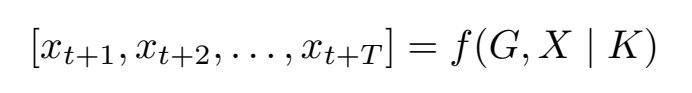 [x_{t+1}, x_{t+2}, . . . , x_{t+T}] = f(G, X | K)